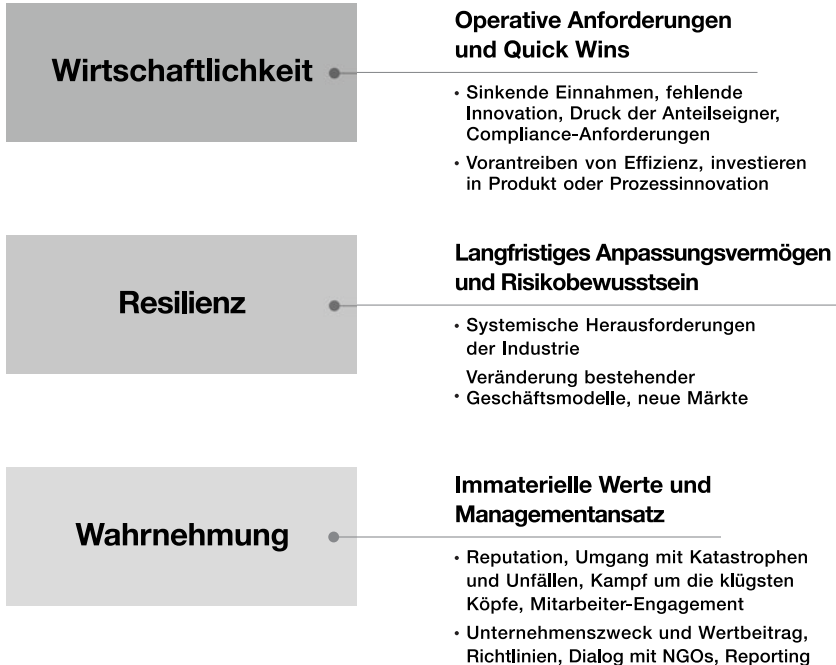 Wirtschaftlichkeit
Operative Anforderungen
und Quick Wins
• Sinkende Einnahmen, fehlende
Innovation, Druck der Anteilseigner,
Compliance-Anforderungen
• Vorantreiben von Effizienz, investieren
in Produkt oder Prozessinnovation
Resilienz
Langfristiges Anpassungsvermögen
und Risikobewusstsein
• Systemische Herausforderungen
der Industrie
Veränderung bestehender
• Geschäftsmodelle, neue Märkte
Wahrnehmung
Immaterielle Werte und
Managementansatz
• Reputation, Umgang mit Katastrophen
und Unfällen, Kampf um die klügsten
Köpfe, Mitarbeiter-Engagement
• Unternehmenszweck und Wertbeitrag,
Richtlinien, Dialog mit NGOs, Reporting